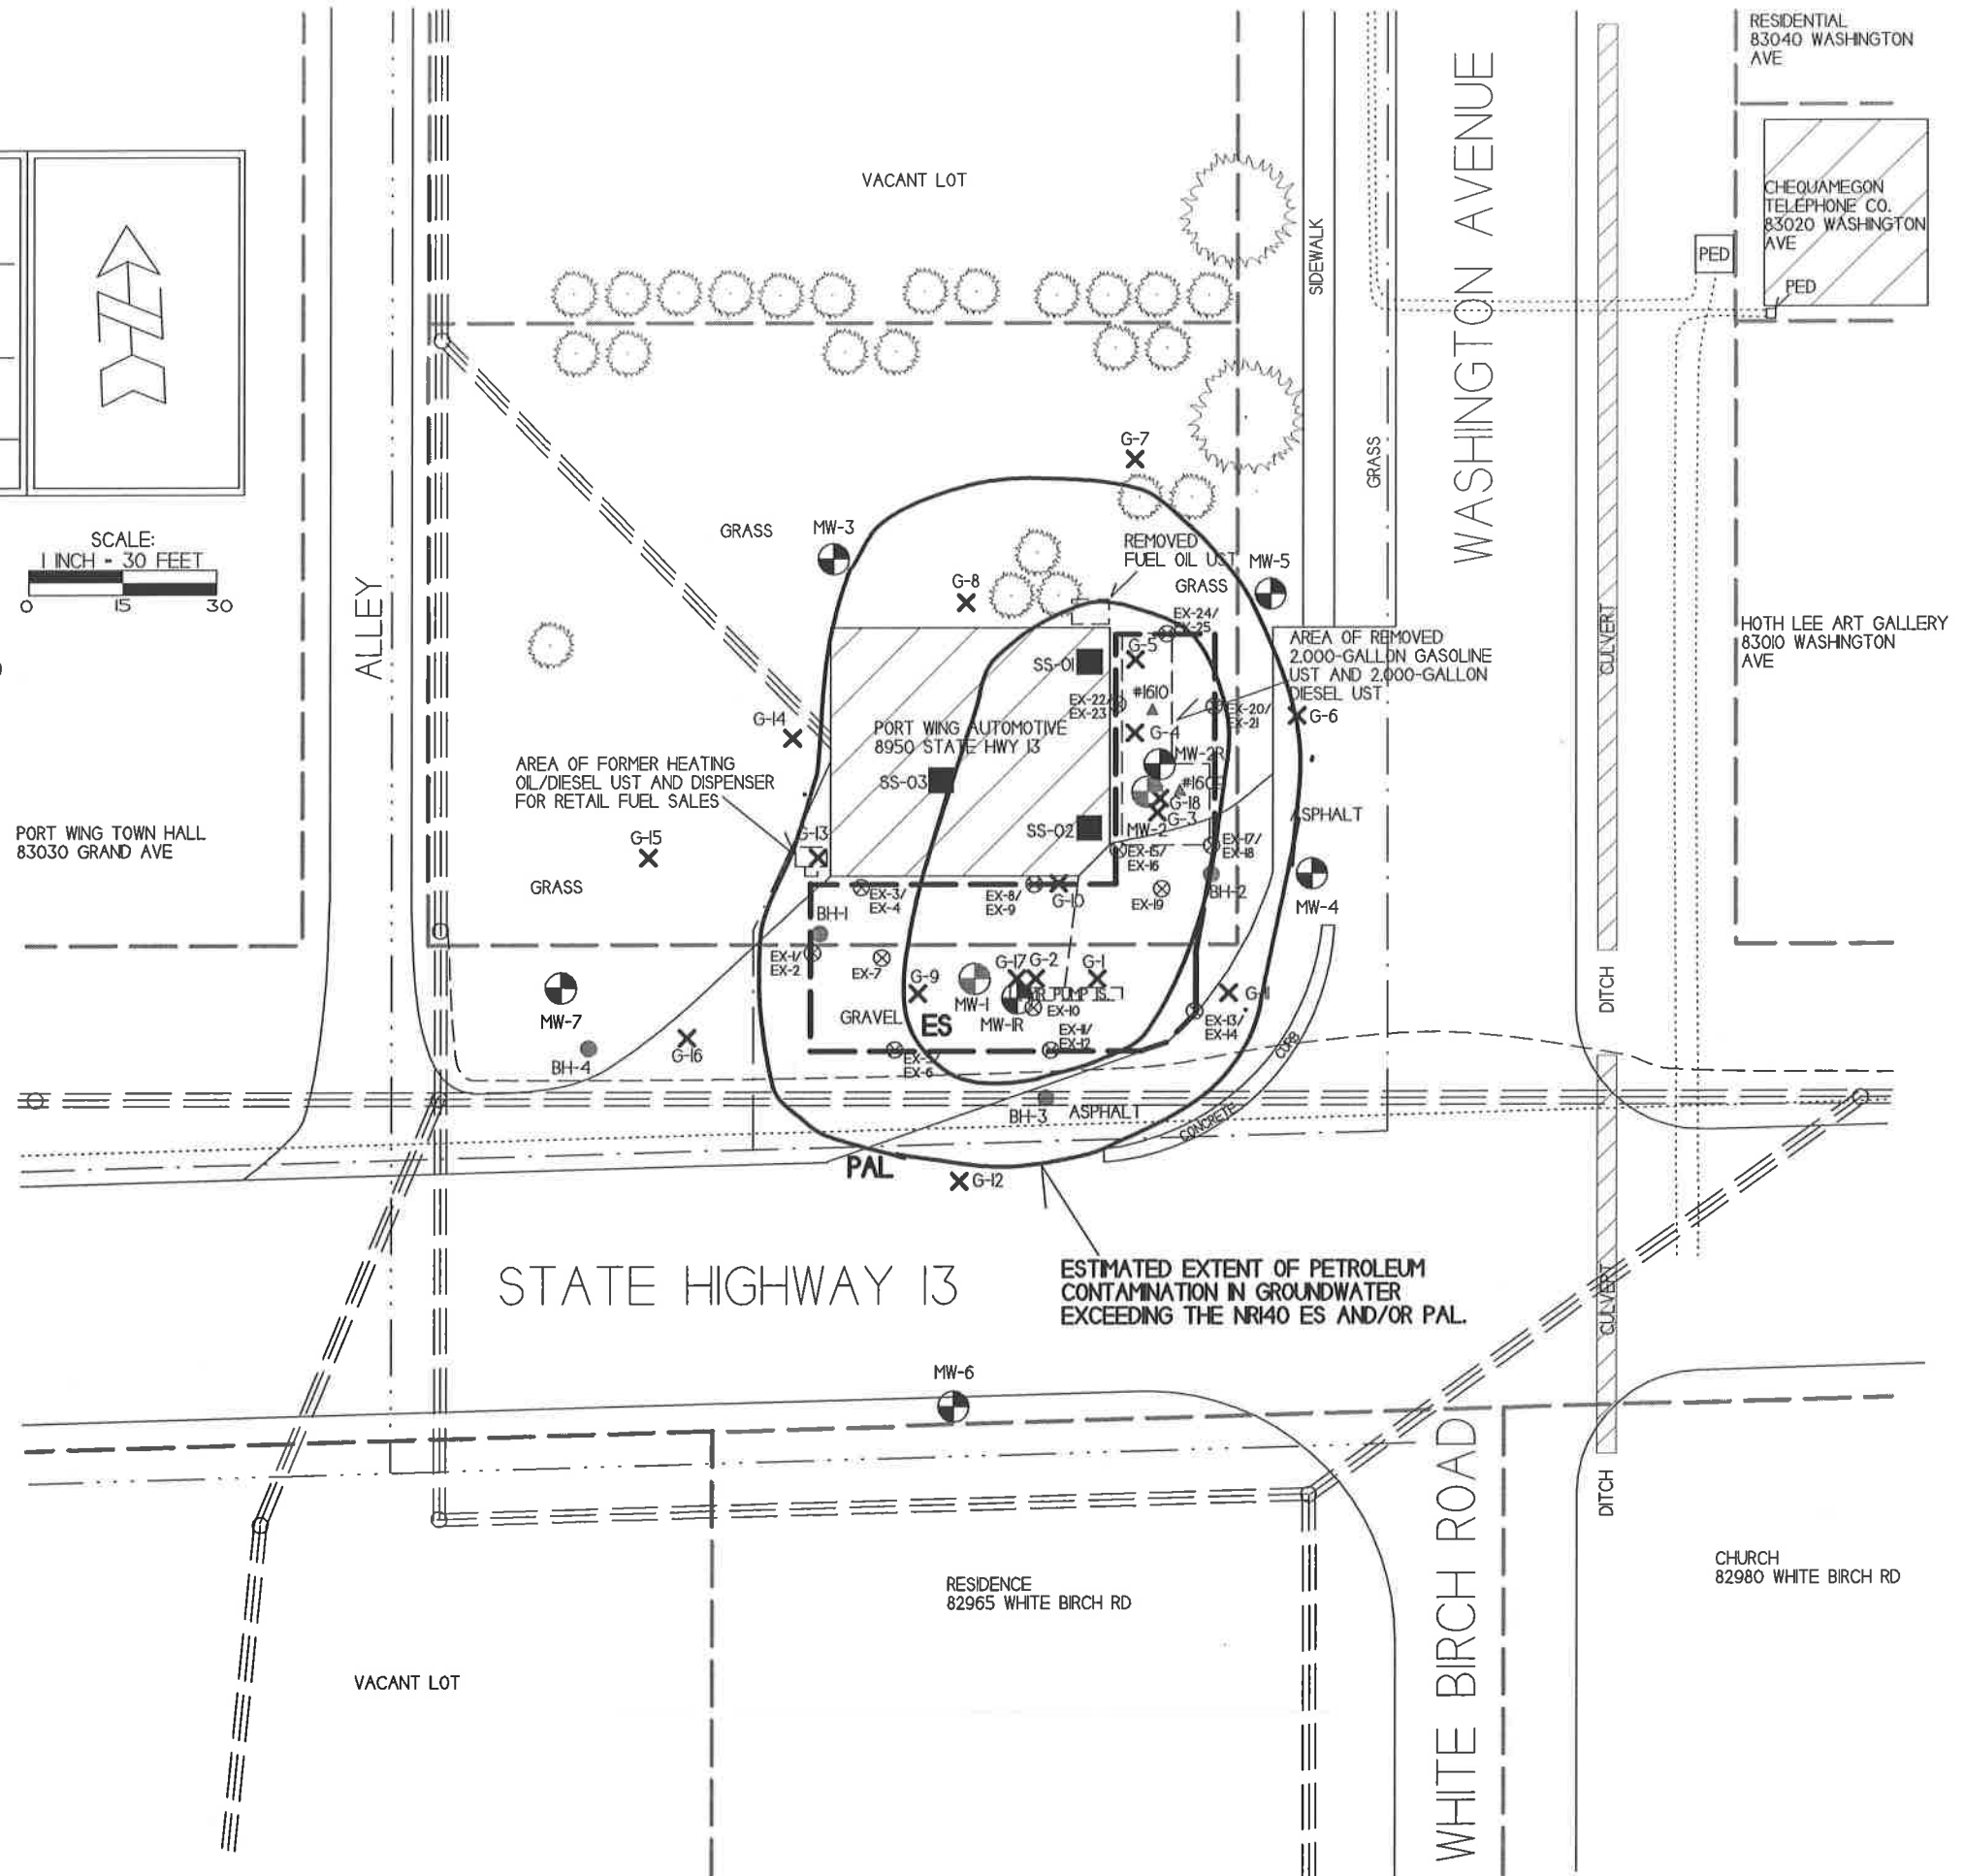 RESIDENTIAL
83040 WASHINGTON
AVE
WASHINGTON AVENUE
VACANT LOT
SIDEWALK
CHEQUAMEGON
TELEPHONE CO.
83020 WASHINGTON
AVE
PED
PED
N
SCALE:
1 INCH = 30 FEET
0 15 30
ALLEY
GRASS
MW-3
G-7
GRASS
REMOVED
FUEL OIL UST
GRASS
MW-5
G-8
EX-24/
EX-25
G-5
SS-01
AREA OF REMOVED
2,000-GALLON GASOLINE
UST AND 2,000-GALLON
DIESEL UST
CULVERT
HOTH LEE ART GALLERY
83010 WASHINGTON
AVE
#1610
EX-22/
EX-23
EX-20/
EX-21
G-6
G-14
PORT WING AUTOMOTIVE
8950 STATE HWY 13
G-4
MW-2R
AREA OF FORMER HEATING
OIL/DIESEL UST AND DISPENSER
FOR RETAIL FUEL SALES
SS-03
G-18
G-3
ASPHALT
PORT WING TOWN HALL
83030 GRAND AVE
G-15
G-13
SS-02
MW-2
EX-17/
EX-18
EX-15/
EX-16
GRASS
EX-3/
EX-4
EX-8/
EX-9
G-10
EX-19
BH-2
MW-4
BH-1
EX-1/
EX-2
EX-7
G-9
MW-1
G-17
G-2
G-1
G-11
DITCH
MW-7
GRAVEL
ES
MW-1R
EX-10
EX-11/
EX-12
EX-13/
EX-14
EX-5/
EX-6
G-16
BH-4
CURB
BH-3
ASPHALT
CONCRETE
PAL
G-12
STATE HIGHWAY 13
ESTIMATED EXTENT OF PETROLEUM
CONTAMINATION IN GROUNDWATER
EXCEEDING THE NR140 ES AND/OR PAL.
CULVERT
MW-6
WHITE BIRCH ROAD
DITCH
RESIDENCE
82965 WHITE BIRCH RD
CHURCH
82980 WHITE BIRCH RD
VACANT LOT